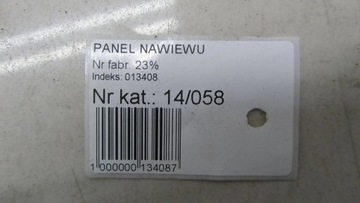 PANEL NAWIEWU
Nr fabr. 23%
Indeks: 013408
Nr kat.: 14/058
1 000000 134087